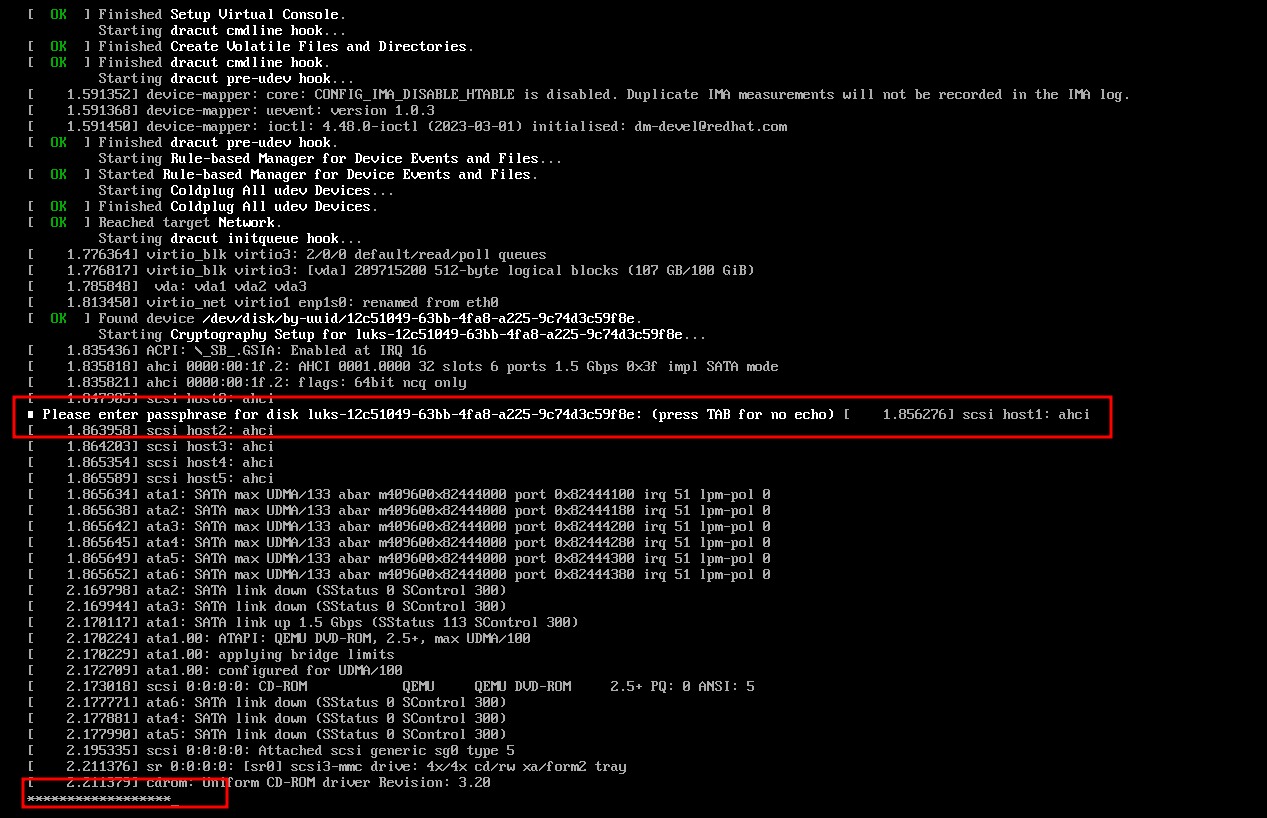 [  OK  ] Finished Setup Virtual Console.
         Starting dracut cmdline hook...
[  OK  ] Finished Create Volatile Files and Directories.
[  OK  ] Finished dracut cmdline hook.
         Starting dracut pre-udev hook...
[    1.591352] device-mapper: core: CONFIG_IMA_DISABLE_HTABLE is disabled. Duplicate IMA measurements will not be recorded in the IMA log.
[    1.591368] device-mapper: uevent: version 1.0.3
[    1.591450] device-mapper: ioctl: 4.48.0-ioctl (2023-03-01) initialised: dm-devel@redhat.com
[  OK  ] Finished dracut pre-udev hook.
         Starting Rule-based Manager for Device Events and Files...
[  OK  ] Started Rule-based Manager for Device Events and Files.
         Starting Coldplug All udev Devices...
[  OK  ] Finished Coldplug All udev Devices.
[  OK  ] Reached target Network.
         Starting dracut initqueue hook...
[    1.776364] virtio_blk virtio3: 2/0/0 default/read/poll queues
[    1.776817] virtio_blk virtio3: [vda] 209715200 512-byte logical blocks (107 GB/100 GiB)
[    1.785848]  vda: vda1 vda2 vda3
[    1.813450] virtio_net virtio1 enp1s0: renamed from eth0
[  OK  ] Found device /dev/disk/by-uuid/12c51049-63bb-4fa8-a225-9c74d3c59f8e.
         Starting Cryptography Setup for luks-12c51049-63bb-4fa8-a225-9c74d3c59f8e...
[    1.835436] ACPI: \_SB_.GSIA: Enabled at IRQ 16
[    1.835818] ahci 0000:00:1f.2: AHCI 0001.0000 32 slots 6 ports 1.5 Gbps 0x3f impl SATA mode
[    1.835821] ahci 0000:00:1f.2: flags: 64bit ncq only
[    1.847985] scsi host0: ahci
Please enter passphrase for disk luks-12c51049-63bb-4fa8-a225-9c74d3c59f8e: (press TAB for no echo) [    1.856276] scsi host1: ahci
[    1.863958] scsi host2: ahci
[    1.864203] scsi host3: ahci
[    1.865354] scsi host4: ahci
[    1.865589] scsi host5: ahci
[    1.865634] ata1: SATA max UDMA/133 abar m4096@0x82444000 port 0x82444100 irq 51 lpm-pol 0
[    1.865638] ata2: SATA max UDMA/133 abar m4096@0x82444000 port 0x82444180 irq 51 lpm-pol 0
[    1.865642] ata3: SATA max UDMA/133 abar m4096@0x82444000 port 0x82444200 irq 51 lpm-pol 0
[    1.865645] ata4: SATA max UDMA/133 abar m4096@0x82444000 port 0x82444280 irq 51 lpm-pol 0
[    1.865649] ata5: SATA max UDMA/133 abar m4096@0x82444000 port 0x82444300 irq 51 lpm-pol 0
[    1.865652] ata6: SATA max UDMA/133 abar m4096@0x82444000 port 0x82444380 irq 51 lpm-pol 0
[    2.169798] ata2: SATA link down (SStatus 0 SControl 300)
[    2.169944] ata3: SATA link down (SStatus 0 SControl 300)
[    2.170117] ata1: SATA link up 1.5 Gbps (SStatus 113 SControl 300)
[    2.170224] ata1.00: ATAPI: QEMU DVD-ROM, 2.5+, max UDMA/100
[    2.170229] ata1.00: applying bridge limits
[    2.172709] ata1.00: configured for UDMA/100
[    2.173018] scsi 0:0:0:0: CD-ROM            QEMU     QEMU DVD-ROM     2.5+ PQ: 0 ANSI: 5
[    2.177771] ata6: SATA link down (SStatus 0 SControl 300)
[    2.177881] ata4: SATA link down (SStatus 0 SControl 300)
[    2.177990] ata5: SATA link down (SStatus 0 SControl 300)
[    2.195335] scsi 0:0:0:0: Attached scsi generic sg0 type 5
[    2.211376] sr 0:0:0:0: [sr0] scsi3-mmc drive: 4x/4x cd/rw xa/form2 tray
[    2.211379] cdrom: Uniform CD-ROM driver Revision: 3.20
******************_